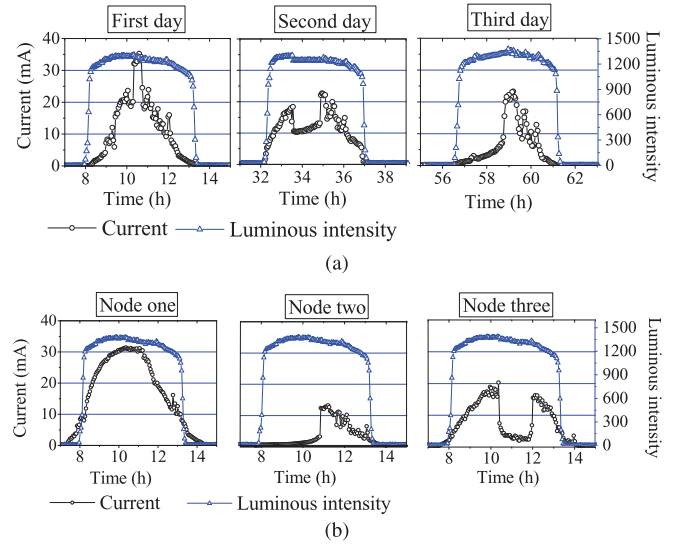 First day Second day Third day
40 1500
30 1200
20 900
10 600
0 300
0
8 10 12 14 32 34 36 38 56 58 60 62
Current (mA)
Luminous intensity
Time (h) Time (h) Time (h)
Current Luminous intensity
(a)
Node one Node two Node three
40 1500
30 1200
20 900
10 600
0 300
0
8 10 12 14 8 10 12 14 8 10 12 14
Current (mA)
Luminous intensity
Time (h) Time (h) Time (h)
Current Luminous intensity
(b)